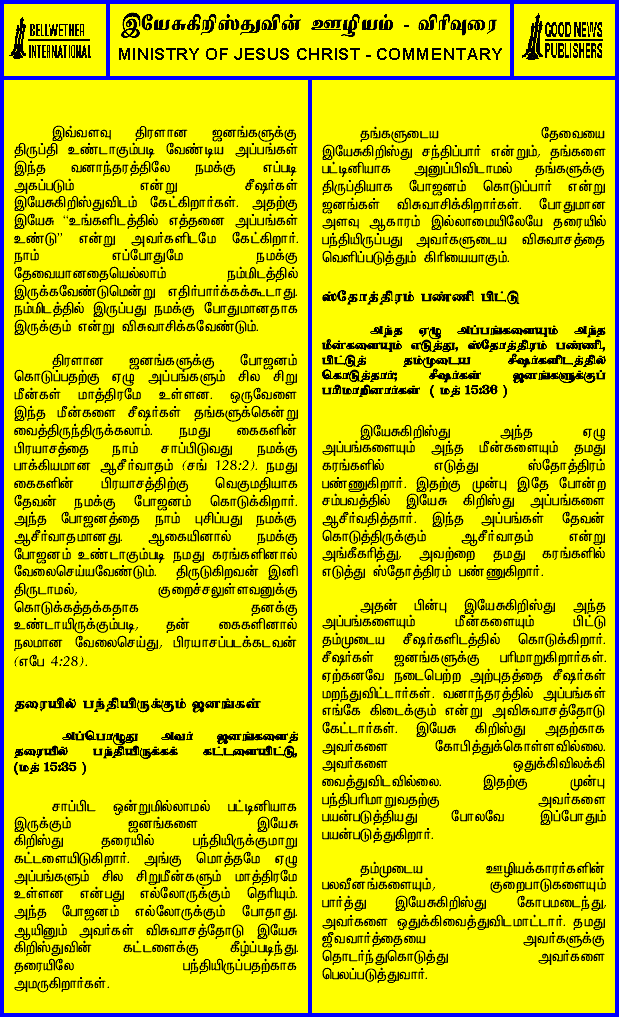 BELLWETHER
INTERNATIONAL
இயேசுகிறிஸ்துவின் ஊழியம் - விரிவுரை
MINISTRY OF JESUS CHRIST - COMMENTARY
GOOD NEWS
PUBLISHERS
இவ்வளவு திரளான ஜனங்களுக்கு
திருப்தி உண்டாகும்படி வேண்டிய அப்பங்கள்
இந்த வனாந்தரத்திலே நமக்கு எப்படி
அகப்படும் என்று சீஷர்கள்
இயேசுகிறிஸ்துவிடம் கேட்கிறார்கள். அதற்கு
இயேசு “உங்களிடத்தில் எத்தனை அப்பங்கள்
உண்டு” என்று அவர்களிடமே கேட்கிறார்.
நாம் எப்போதுமே நமக்கு
தேவையானதையெல்லாம் நம்மிடத்தில்
இருக்கவேண்டுமென்று எதிர்பார்க்கக்கூடாது.
நம்மிடத்தில் இருப்பது நமக்கு போதுமானதாக
இருக்கும் என்று விசுவாசிக்கவேண்டும்.
திரளான ஜனங்களுக்கு போஜனம்
கொடுப்பதற்கு ஏழு அப்பங்களும் சில சிறு
மீன்கள் மாத்திரமே உள்ளன. ஒருவேளை
இந்த மீன்களை சீஷர்கள் தங்களுக்கென்று
வைத்திருந்திருக்கலாம். நமது கைகளின்
பிரயாசத்தை நாம் சாப்பிடுவது நமக்கு
பாக்கியமான ஆசீர்வாதம் (சங் 128:2). நமது
கைகளின் பிரயாசத்திற்கு வெகுமதியாக
தேவன் நமக்கு போஜனம் கொடுக்கிறார்.
அந்த போஜனத்தை நாம் புசிப்பது நமக்கு
ஆசீர்வாதமானது. ஆகையினால் நமக்கு
போஜனம் உண்டாகும்படி நமது கரங்களினால்
வேலைசெய்யவேண்டும். திருடுகிறவன் இனி
திருடாமல், குறைச்சலுள்ளவனுக்கு
கொடுக்கத்தக்கதாக தனக்கு
உண்டாயிருக்கும்படி, தன் கைகளினால்
நலமான வேலைசெய்து, பிரயாசப்படக்கடவன்
(எபே 4:28).
தரையில் பந்தியிருக்கும் ஜனங்கள்
அப்பொழுது அவர் ஜனங்களைத்
தரையில் பந்தியிருக்கக் கட்டளையிட்டு,
(மத் 15:35 )
சாப்பிட ஒன்றுமில்லாமல் பட்டினியாக
இருக்கும் ஜனங்களை இயேசு
கிறிஸ்து தரையில் பந்தியிருக்குமாறு
கட்டளையிடுகிறார். அங்கு மொத்தமே ஏழு
அப்பங்களும் சில சிறுமீன்களும் மாத்திரமே
உள்ளன என்பது எல்லோருக்கும் தெரியும்.
அந்த போஜனம் எல்லோருக்கும் போதாது.
ஆயினும் அவர்கள் விசுவாசத்தோடு இயேசு
கிறிஸ்துவின் கட்டளைக்கு கீழ்ப்படிந்து,
தரையிலே பந்தியிருப்பதற்காக
அமருகிறார்கள்.
தங்களுடைய தேவையை
இயேசுகிறிஸ்து சந்திப்பார் என்றும், தங்களை
பட்டினியாக அனுப்பிவிடாமல் தங்களுக்கு
திருப்தியாக போஜனம் கொடுப்பார் என்று
ஜனங்கள் விசுவாசிக்கிறார்கள். போதுமான
அளவு ஆகாரம் இல்லாமையிலேயே தரையில்
பந்தியிருப்பது அவர்களுடைய விசுவாசத்தை
வெளிப்படுத்தும் கிரியையாகும்.
ஸ்தோத்திரம் பண்ணி பிட்டு
அந்த ஏழு அப்பங்களையும் அந்த
மீன்களையும் எடுத்து, ஸ்தோத்திரம் பண்ணி,
பிட்டுத் தம்முடைய சீஷர்களிடத்தில்
கொடுத்தார்; சீஷர்கள் ஜனங்களுக்குப்
பரிமாறினார்கள் ( மத் 15:36 )
இயேசுகிறிஸ்து அந்த ஏழு
அப்பங்களையும் அந்த மீன்களையும் தமது
கரங்களில் எடுத்து ஸ்தோத்திரம்
பண்ணுகிறார். இதற்கு முன்பு இதே போன்ற
சம்பவத்தில் இயேசு கிறிஸ்து அப்பங்களை
ஆசீர்வதித்தார். இந்த அப்பங்கள் தேவன்
கொடுத்திருக்கும் ஆசீர்வாதம் என்று
அங்கீகரித்து, அவற்றை தமது கரங்களில்
எடுத்து ஸ்தோத்திரம் பண்ணுகிறார்.
அதன் பின்பு இயேசுகிறிஸ்து அந்த
அப்பங்களையும் மீன்களையும் பிட்டு
தம்முடைய சீஷர்களிடத்தில் கொடுக்கிறார்.
சீஷர்கள் ஜனங்களுக்கு பரிமாறுகிறார்கள்.
ஏற்கனவே நடைபெற்ற அற்புதத்தை சீஷர்கள்
மறந்துவிட்டார்கள். வனாந்தரத்தில் அப்பங்கள்
எங்கே கிடைக்கும் என்று அவிசுவாசத்தோடு
கேட்டார்கள். இயேசு கிறிஸ்து அதற்காக
அவர்களை கோபித்துக்கொள்ளவில்லை.
அவர்களை ஒதுக்கிவிலக்கி
வைத்துவிடவில்லை. இதற்கு முன்பு
பந்திபரிமாறுவதற்கு அவர்களை
பயன்படுத்தியது போலவே இப்போதும்
பயன்படுத்துகிறார்.
தம்முடைய ஊழியக்காரர்களின்
பலவீனங்களையும், குறைபாடுகளையும்
பார்த்து இயேசுகிறிஸ்து கோபமடைந்து,
அவர்களை ஒதுக்கிவைத்துவிடமாட்டார். தமது
ஜீவவார்த்தையை அவர்களுக்கு
தொடர்ந்துகொடுத்து அவர்களை
பெலப்படுத்துவார்.